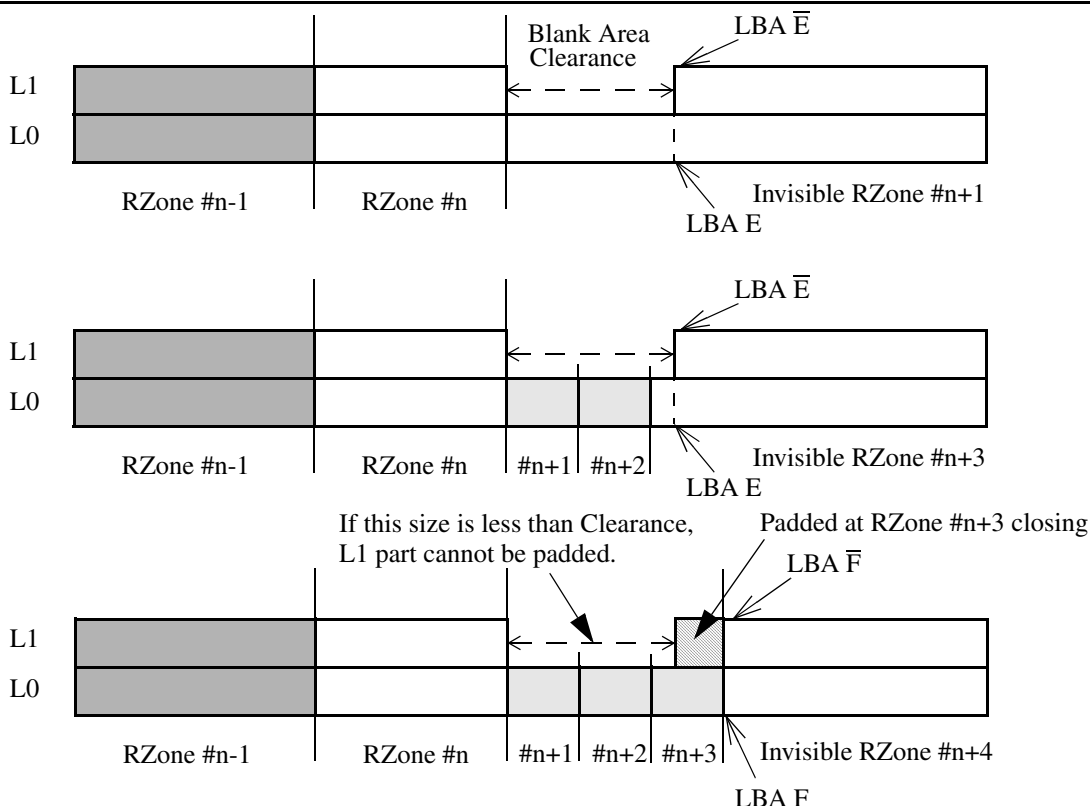 Blank Area
Clearance
LBA E̅
L1
L0
RZone #n-1 RZone #n Invisible RZone #n+1
LBA E
LBA E̅
L1
L0
RZone #n-1 RZone #n #n+1 #n+2 Invisible RZone #n+3
LBA E
If this size is less than Clearance,
L1 part cannot be padded.
Padded at RZone #n+3 closing
LBA F̅
L1
L0
RZone #n-1 RZone #n #n+1 #n+2 #n+3 Invisible RZone #n+4
LBA F